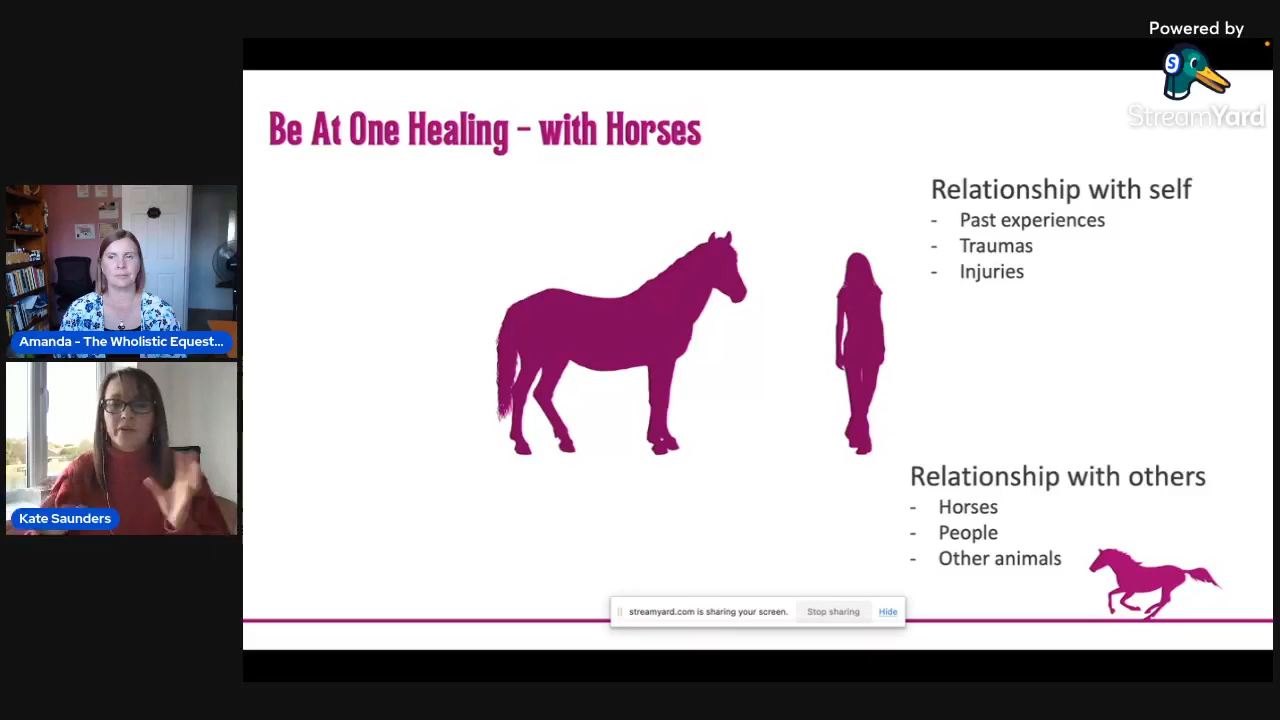 Powered by
StreamYard
Be At One Healing - with Horses
Relationship with self
- Past experiences
- Traumas
- Injuries
Amanda - The Wholistic Equest...
Kate Saunders
Relationship with others
- Horses
- People
- Other animals
streamyard.com is sharing your screen.
Stop sharing
Hide